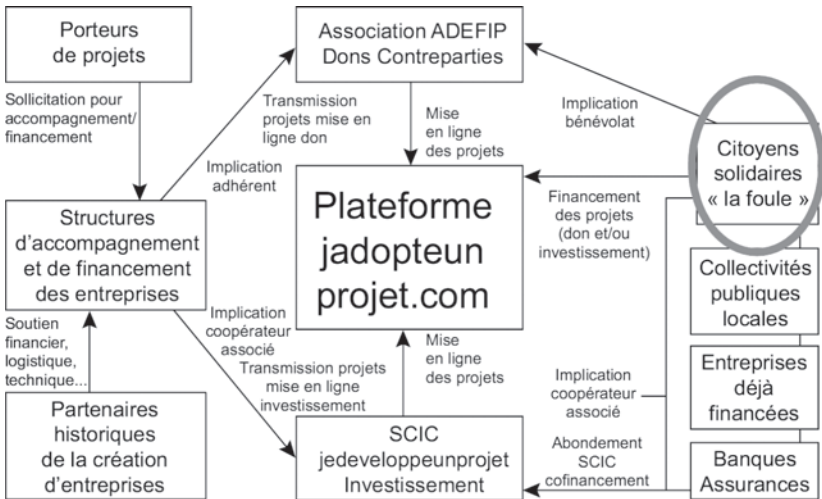 Porteurs
de projets
Sollicitation pour
accompagnement/
financement
Structures
d'accompagnement
et de financement
des entreprises
Soutien
financier,
logistique,
technique...
Partenaires
historiques
de la création
d'entreprises
Association ADEFIP
Dons Contreparties
Transmission
projets mise en
ligne don
Implication
adhérent
Mise
en ligne
des projets
Plateforme
jadopteun
projet.com
Implication
coopérateur
associé
Transmission projets
mise en ligne
investissement
Mise
en ligne
des projets
SCIC
jedeveloppeunprojet
Investissement
Implication
bénévolat
Financement
des projets
(don et/ou
investissement)
Implication
coopérateur
associé
Abondement
SCIC
cofinancement
Citoyens
solidaires
« la foule »
Collectivités
publiques
locales
Entreprises
déjà
financées
Banques
Assurances